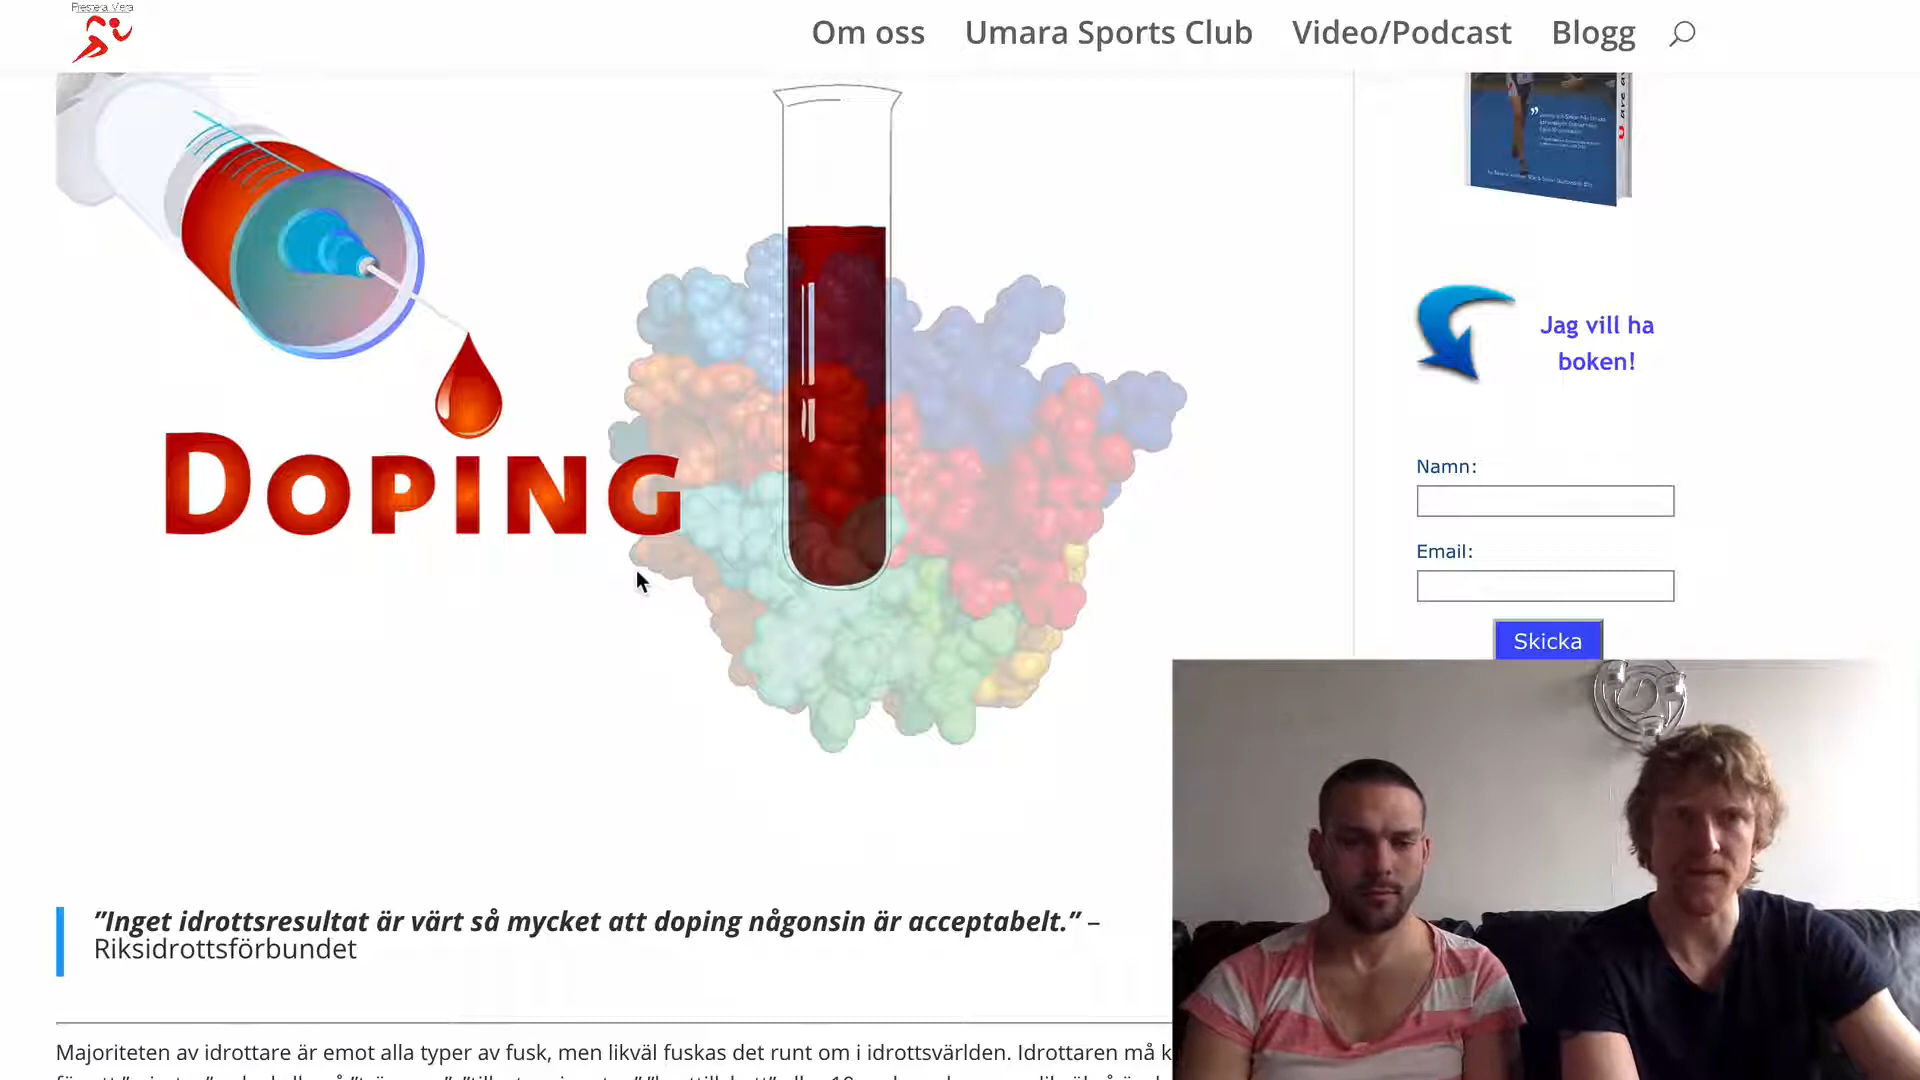 Prestera Mera
Om oss Umara Sports Club Video/Podcast Blogg
DOPING
Jag vill ha
boken!
Namn:
Email:
Skicka
”Inget idrottsresultat är värt så mycket att doping någonsin är acceptabelt.” –
Riksidrottsförbundet
Majoriteten av idrottare är emot alla typer av fusk, men likväl fuskas det runt om i idrottsvärlden. Idrottaren må